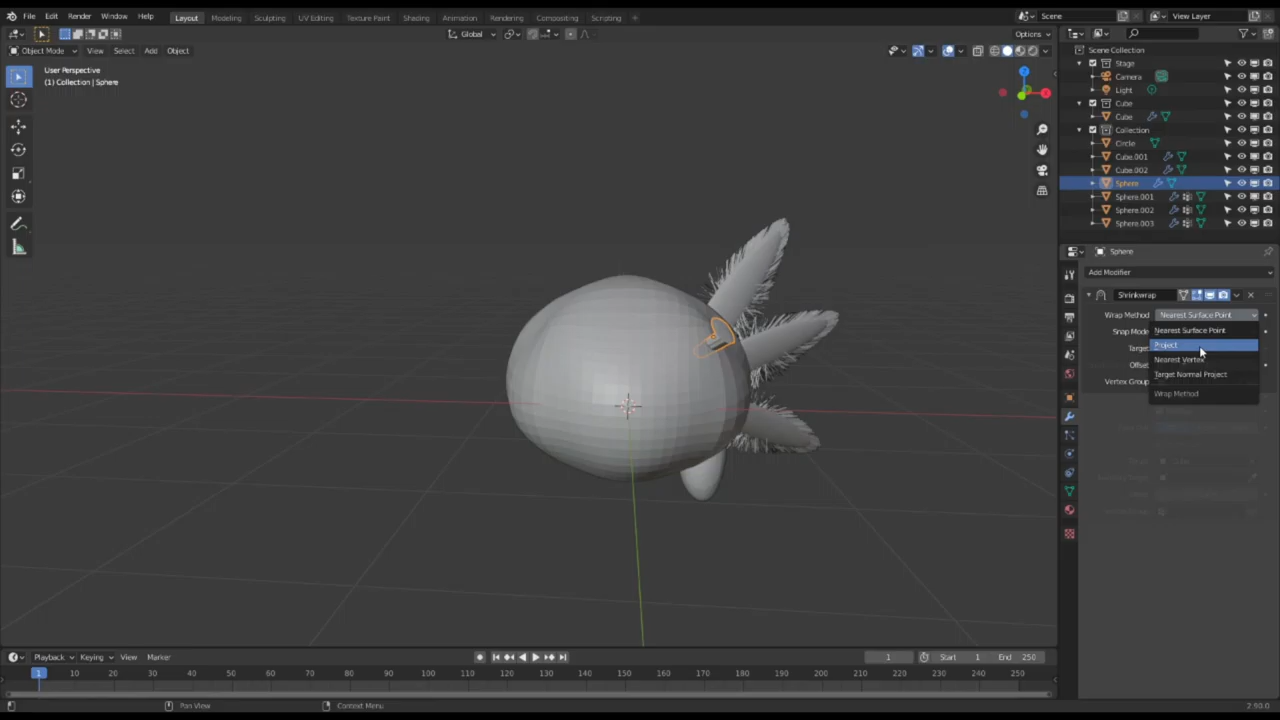 File Edit Render Window Help Layout Modeling Sculpting UV Editing Texture Paint Shading Animation Rendering Compositing Scripting + Scene View Layer
Global Options
Object Mode View Select Add Object
User Perspective
(1) Collection | Sphere
Scene Collection
Stage
Camera
Light
Cube
Cube
Collection
Circle
Cube.001
Cube.002
Sphere
Sphere.001
Sphere.002
Sphere.003
Sphere
Add Modifier
Shrinkwrap
Wrap Method Nearest Surface Point
Snap Mode Nearest Surface Point
Target Project
Offset Nearest Vertex
Target Normal Project
Vertex Group
Wrap Method
Playback Keying View Marker 1 Start 1 End 250
1 10 20 30 40 50 60 70 80 90 100 110 120 130 140 150 160 170 180 190 200 210 220 230 240 250
Pan View Context Menu 2.90.0